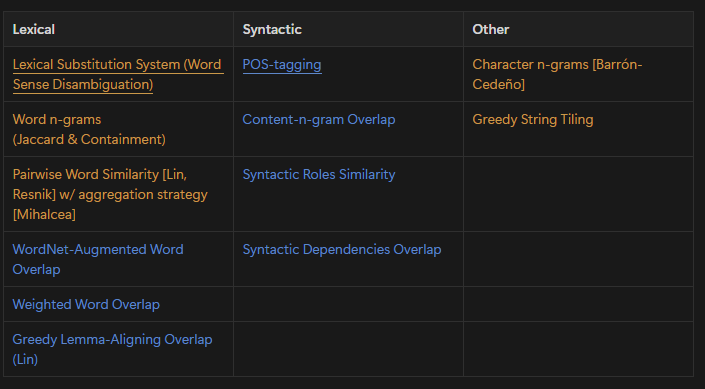 Lexical
Syntactic
Other
Lexical Substitution System (Word
Sense Disambiguation)
POS-tagging
Character n-grams [Barrón-
Cedeño]
Word n-grams
(Jaccard & Containment)
Content-n-gram Overlap
Greedy String Tiling
Pairwise Word Similarity [Lin,
Resnik] w/ aggregation strategy
[Mihalcea]
Syntactic Roles Similarity
WordNet-Augmented Word
Overlap
Syntactic Dependencies Overlap
Weighted Word Overlap
Greedy Lemma-Aligning Overlap
(Lin)